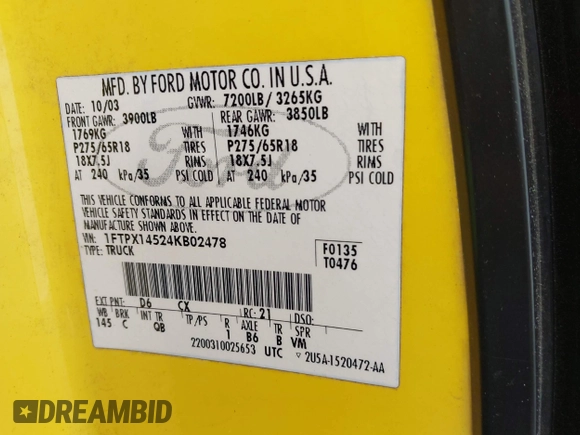 MFD. BY FORD MOTOR CO. IN U.S.A.
DATE: 10/03 GVWR: 7200LB / 3265KG
FRONT GAWR: 3900LB REAR GAWR: 3850LB
1769KG WITH 1746KG WITH
P275/65R18 TIRES P275/65R18 TIRES
18X7.5J RIMS 18X7.5J RIMS
AT 240 kPa/35 PSI COLD AT 240 kPa/35 PSI COLD
THIS VEHICLE CONFORMS TO ALL APPLICABLE FEDERAL MOTOR
VEHICLE SAFETY STANDARDS IN EFFECT ON THE DATE OF
MANUFACTURE SHOWN ABOVE.
VIN: 1FTPX14524KB02478 F0135
TYPE: TRUCK T0476
EXT PNT: D6 CX RC: 21 DSO:
WB BRK INT TR TP/PS R AXLE TR SPR
145 C QB 1 B6 B VM
2200310025653 UTC ▿ 2U5A-1520472-AA
Ford
DREAMBID